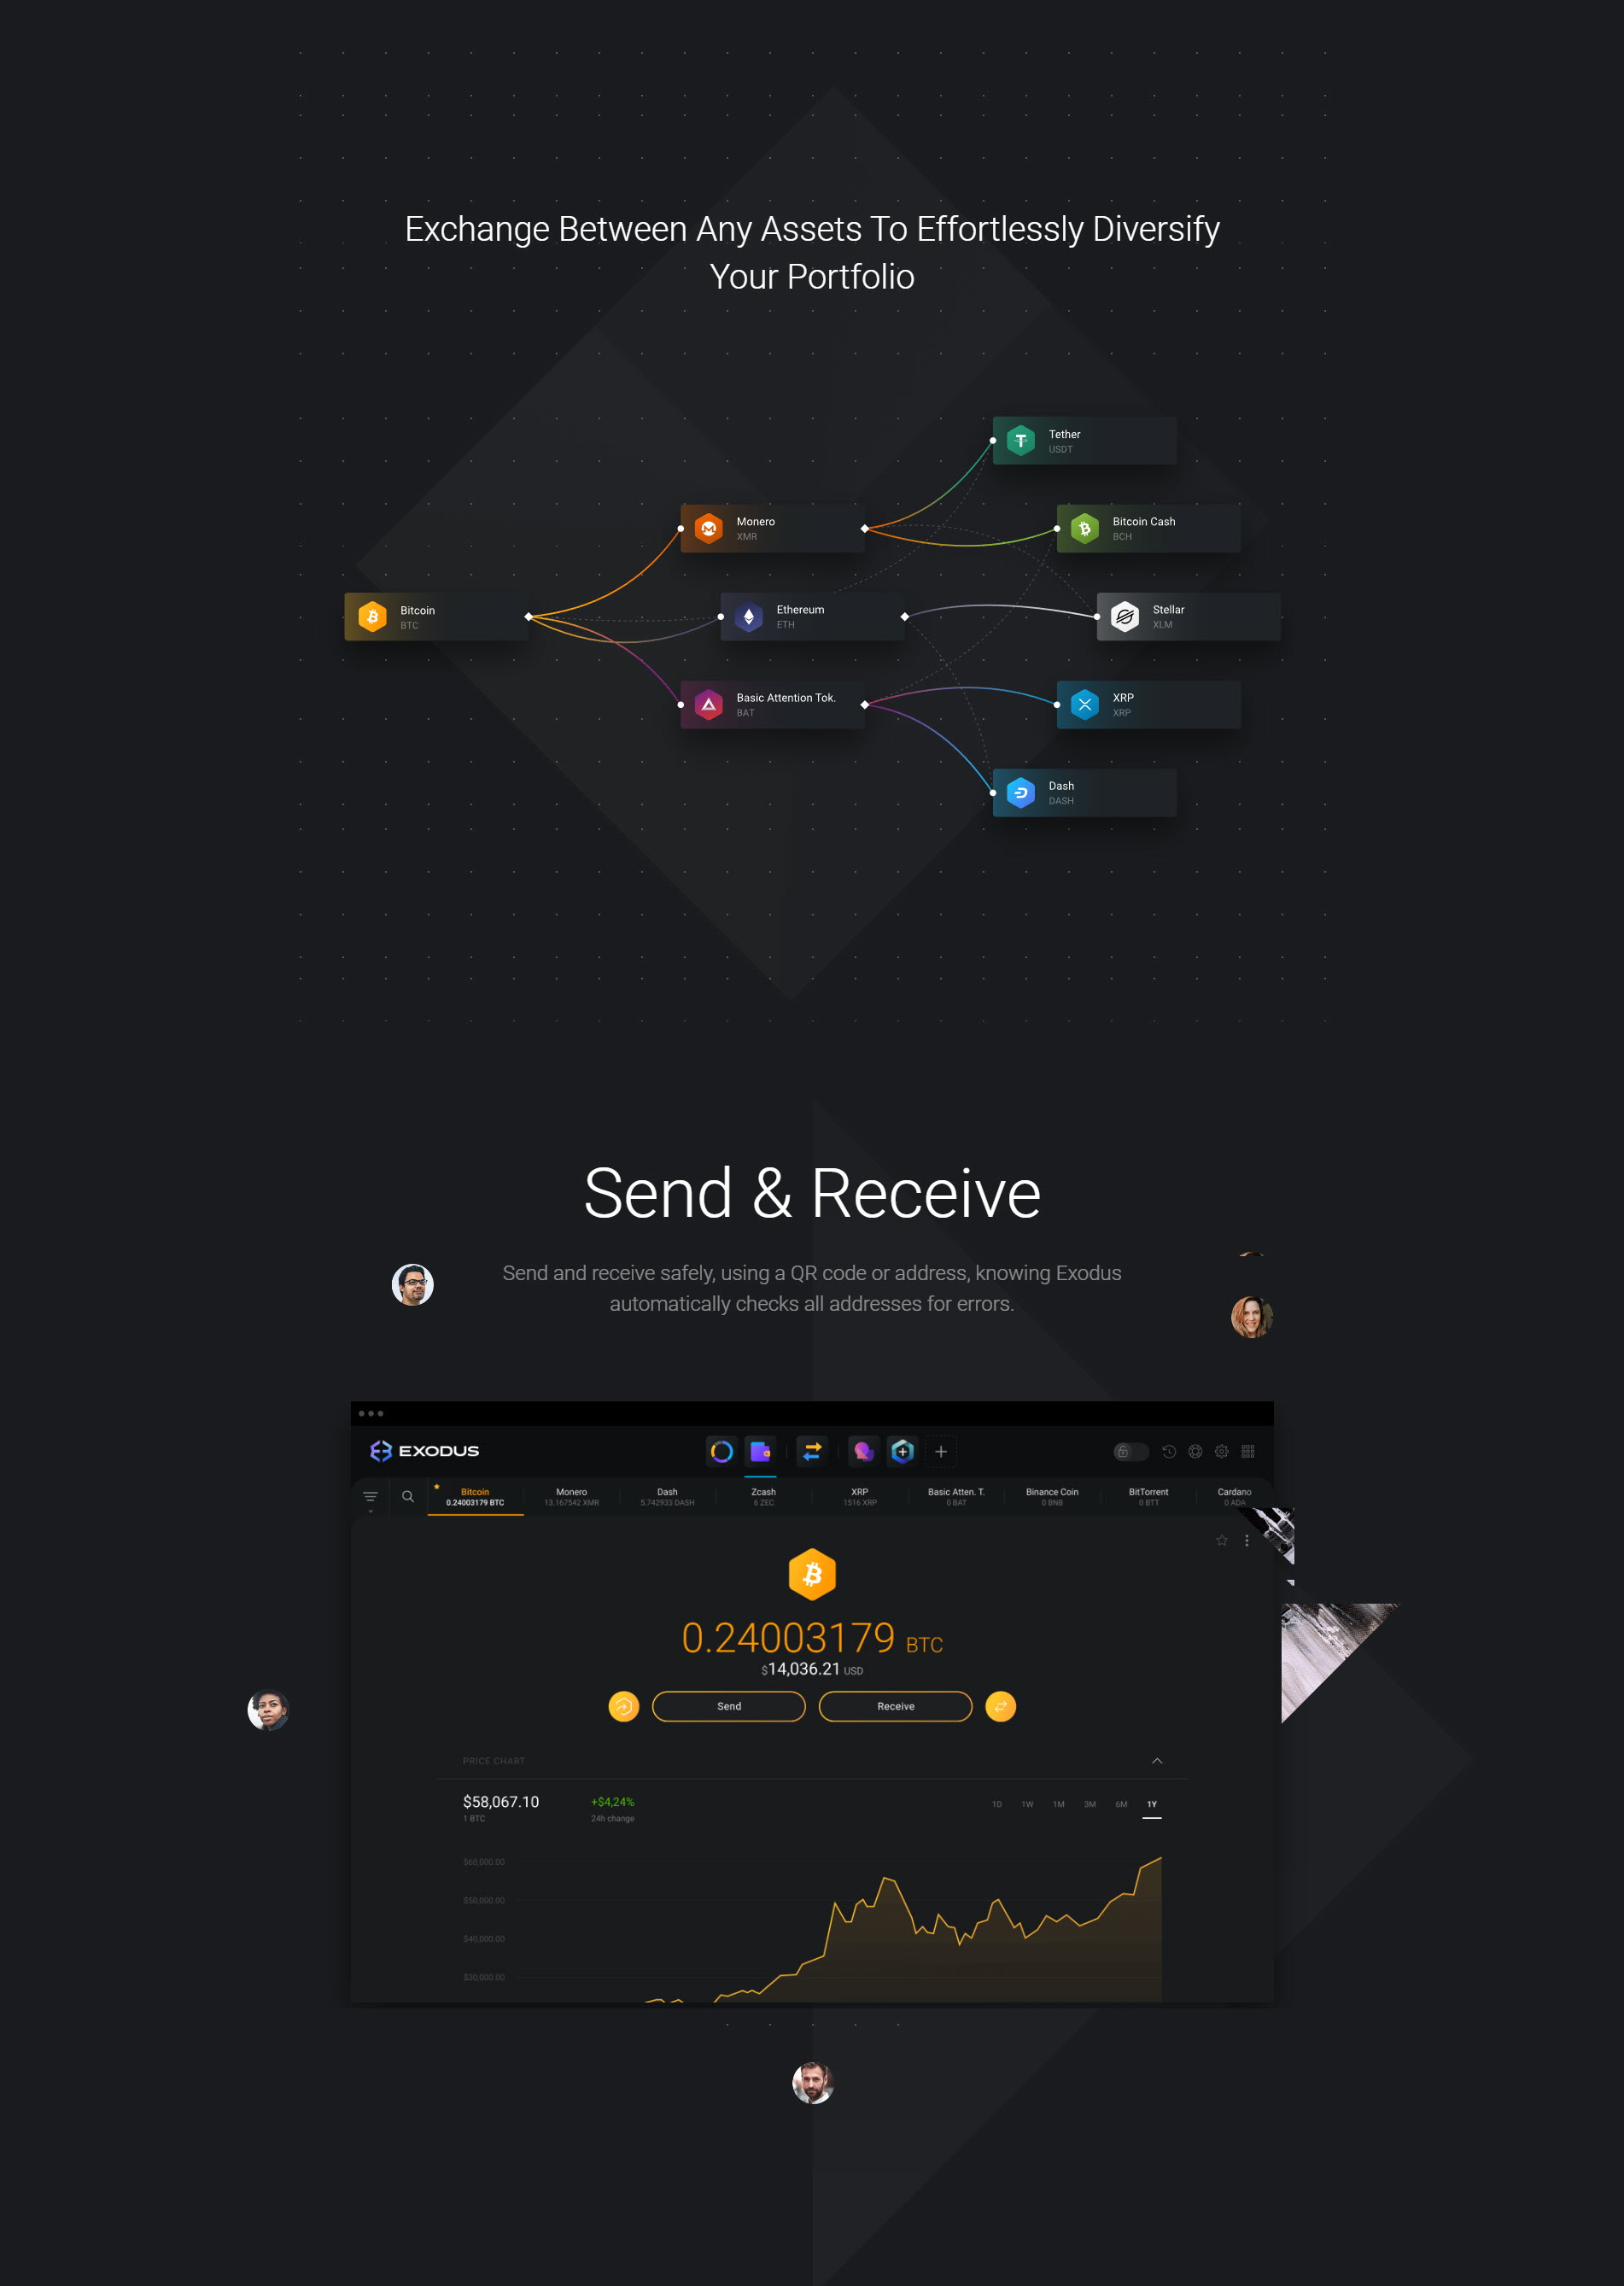 Exchange Between Any Assets To Effortlessly Diversify
Your Portfolio
Tether
USDT
Monero
XMR
Bitcoin Cash
BCH
Bitcoin
BTC
Ethereum
ETH
Stellar
XLM
Basic Attention Tok.
BAT
XRP
XRP
Dash
DASH
Send & Receive
Send and receive safely, using a QR code or address, knowing Exodus
automatically checks all addresses for errors.
EXODUS
Bitcoin
0.24003179 BTC
Monero
13.167542 XMR
Dash
5.742933 DASH
Zcash
6 ZEC
XRP
1516 XRP
Basic Atten. T.
0 BAT
Binance Coin
0 BNB
BitTorrent
0 BTT
Cardano
0 ADA
0.24003179 BTC
$14,036.21 USD
Send
Receive
PRICE CHART
$58,067.10
1 BTC
+$4,24%
24h change
1D 1W 1M 3M 6M 1Y
$60,000.00
$50,000.00
$40,000.00
$30,000.00